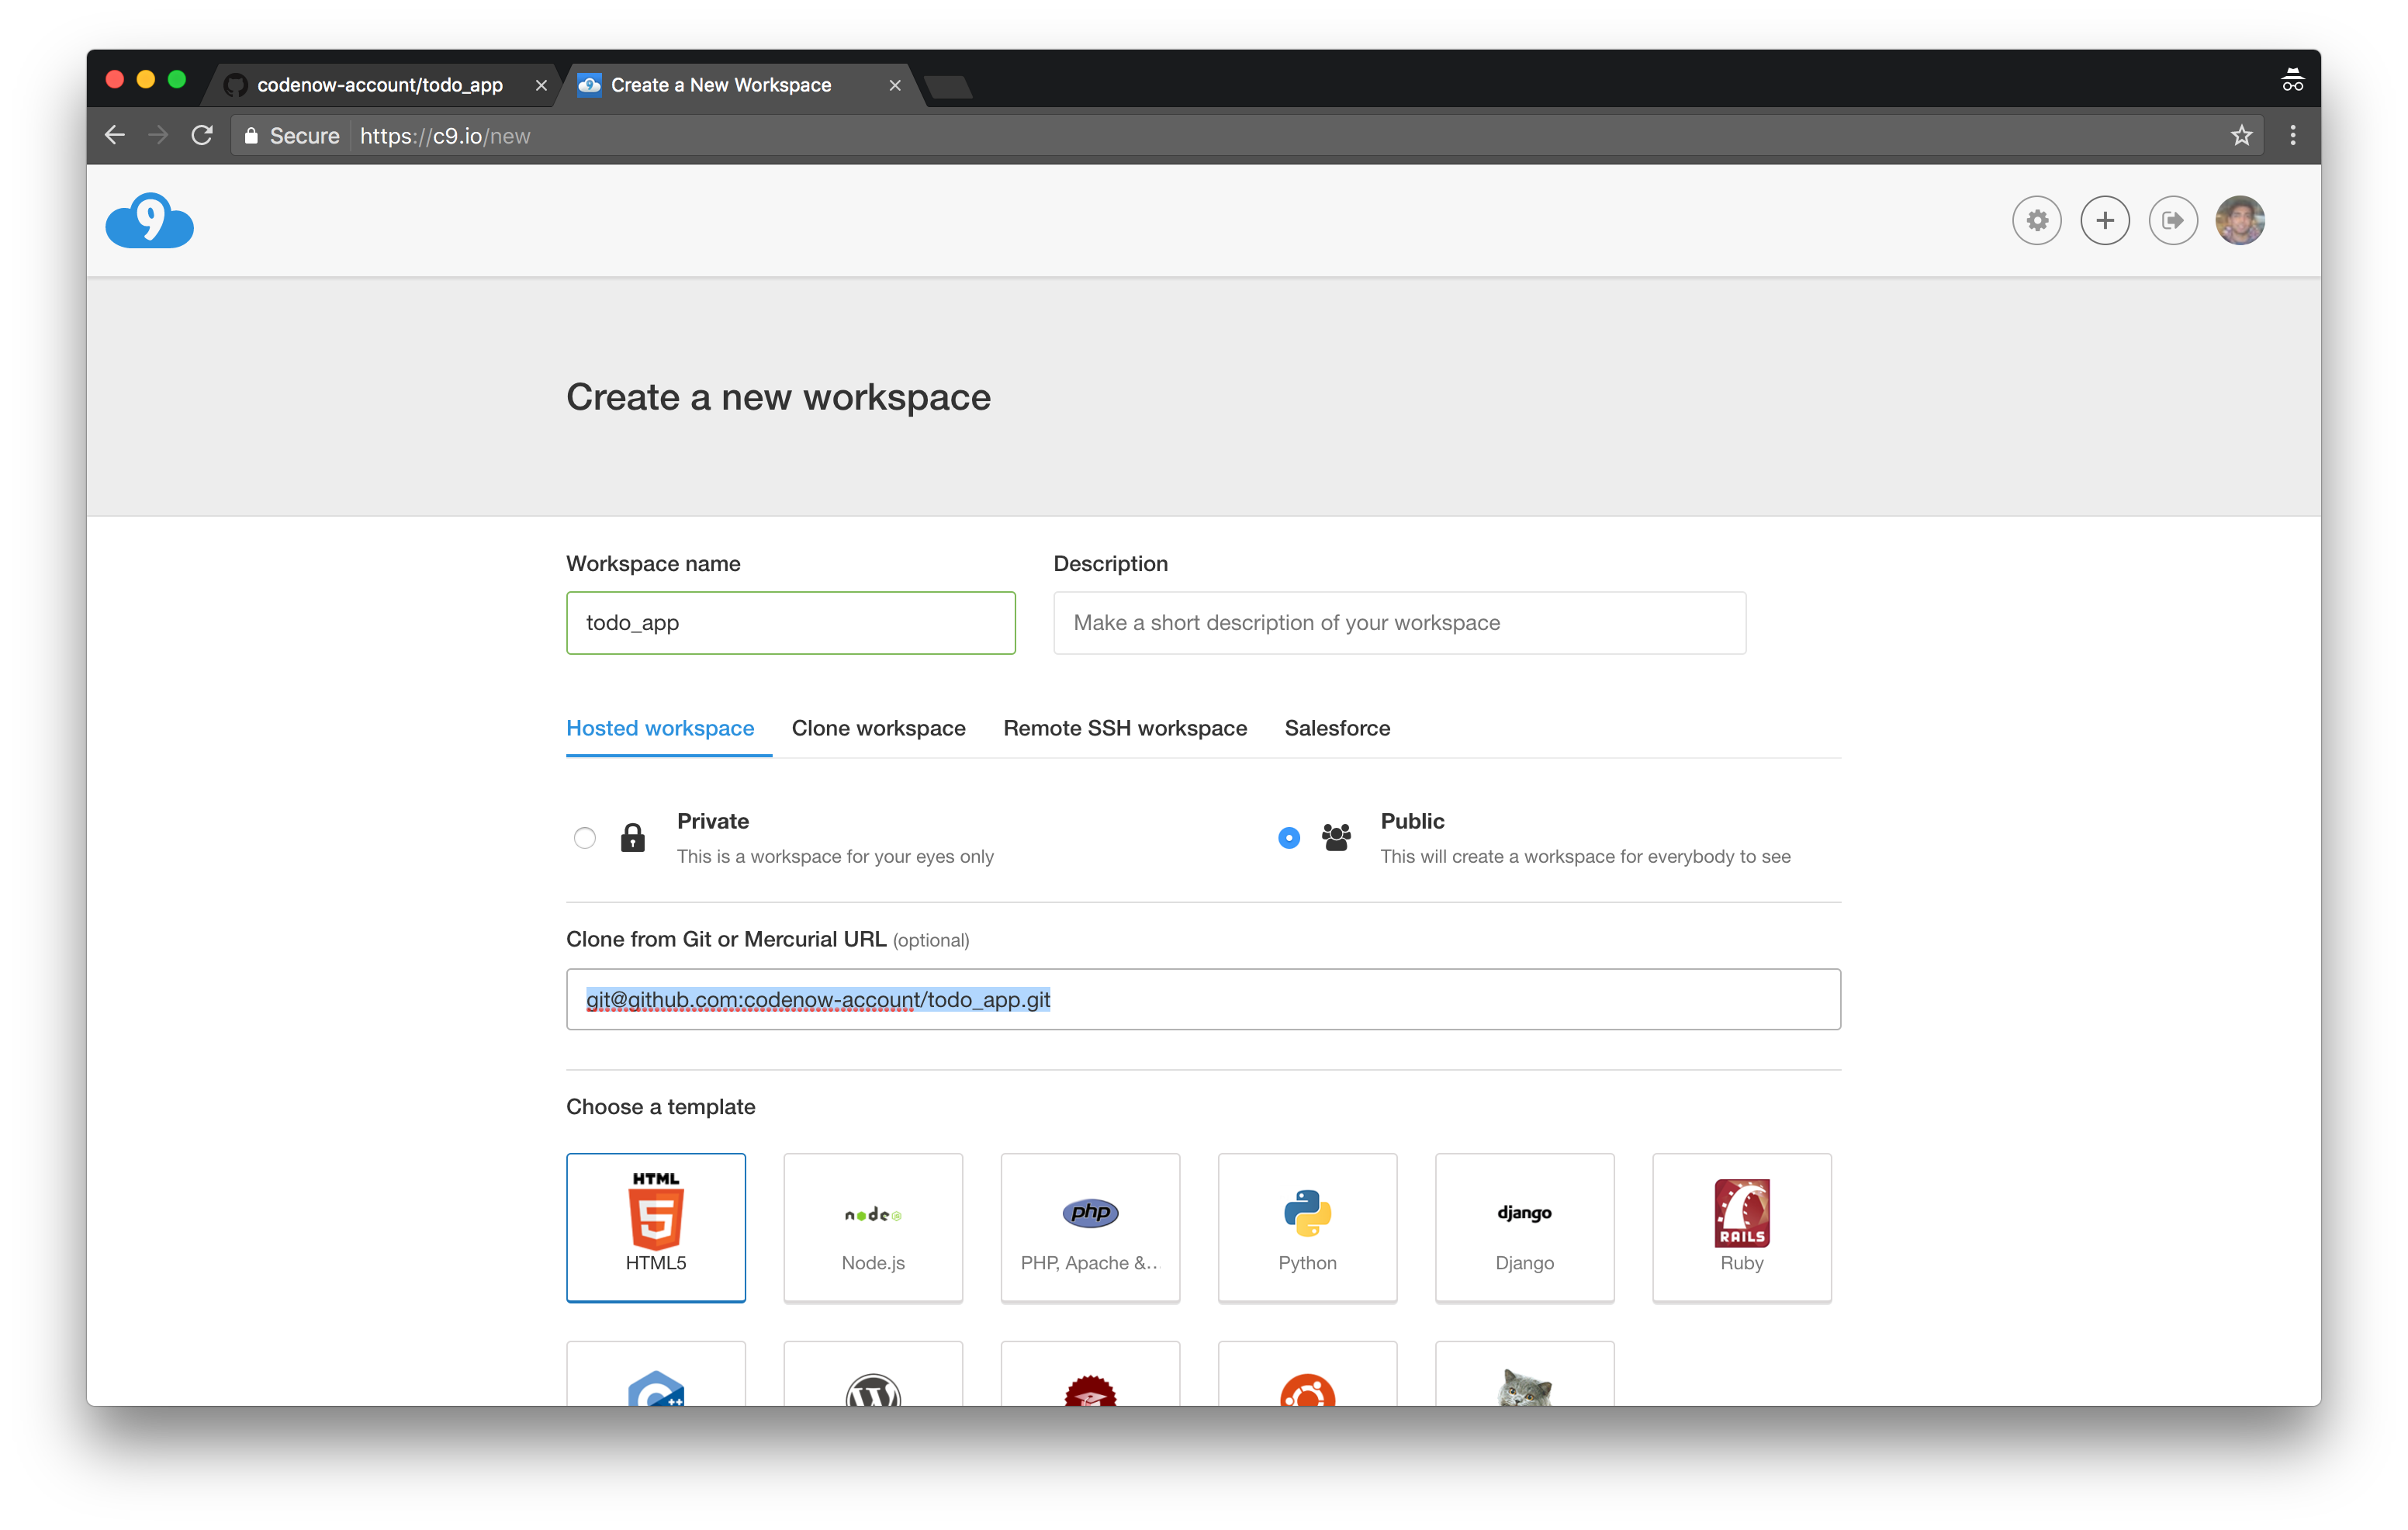 codenow-account/todo_app
Create a New Workspace
Secure https://c9.io/new
9
Create a new workspace
Workspace name Description
todo_app Make a short description of your workspace
Hosted workspace Clone workspace Remote SSH workspace Salesforce
Private Public
This is a workspace for your eyes only This will create a workspace for everybody to see
Clone from Git or Mercurial URL (optional)
git@github.com:codenow-account/todo_app.git
Choose a template
HTML 5 node php django RAILS
HTML5 Node.js PHP, Apache &... Python Django Ruby
C++ W